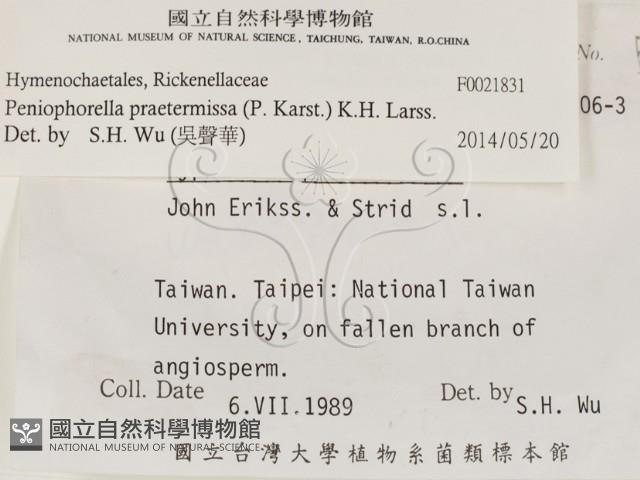 國立自然科學博物館
NATIONAL MUSEUM OF NATURAL SCIENCE, TAICHUNG, TAIWAN, R.O.CHINA
No.
Hymenochaetales, Rickenellaceae F0021831
Peniophorella praetermissa (P. Karst.) K.H. Larss. 06-3
Det. by S.H. Wu (吳聲華) 2014/05/20
John Erikss. & Strid s.l.
Taiwan. Taipei: National Taiwan
University, on fallen branch of
angiosperm.
Coll. Date 6.VII.1989 Det. by S.H. Wu
國立自然科學博物館
NATIONAL MUSEUM OF NATURAL SCIENCE
國立台灣大學植物系菌類標本館